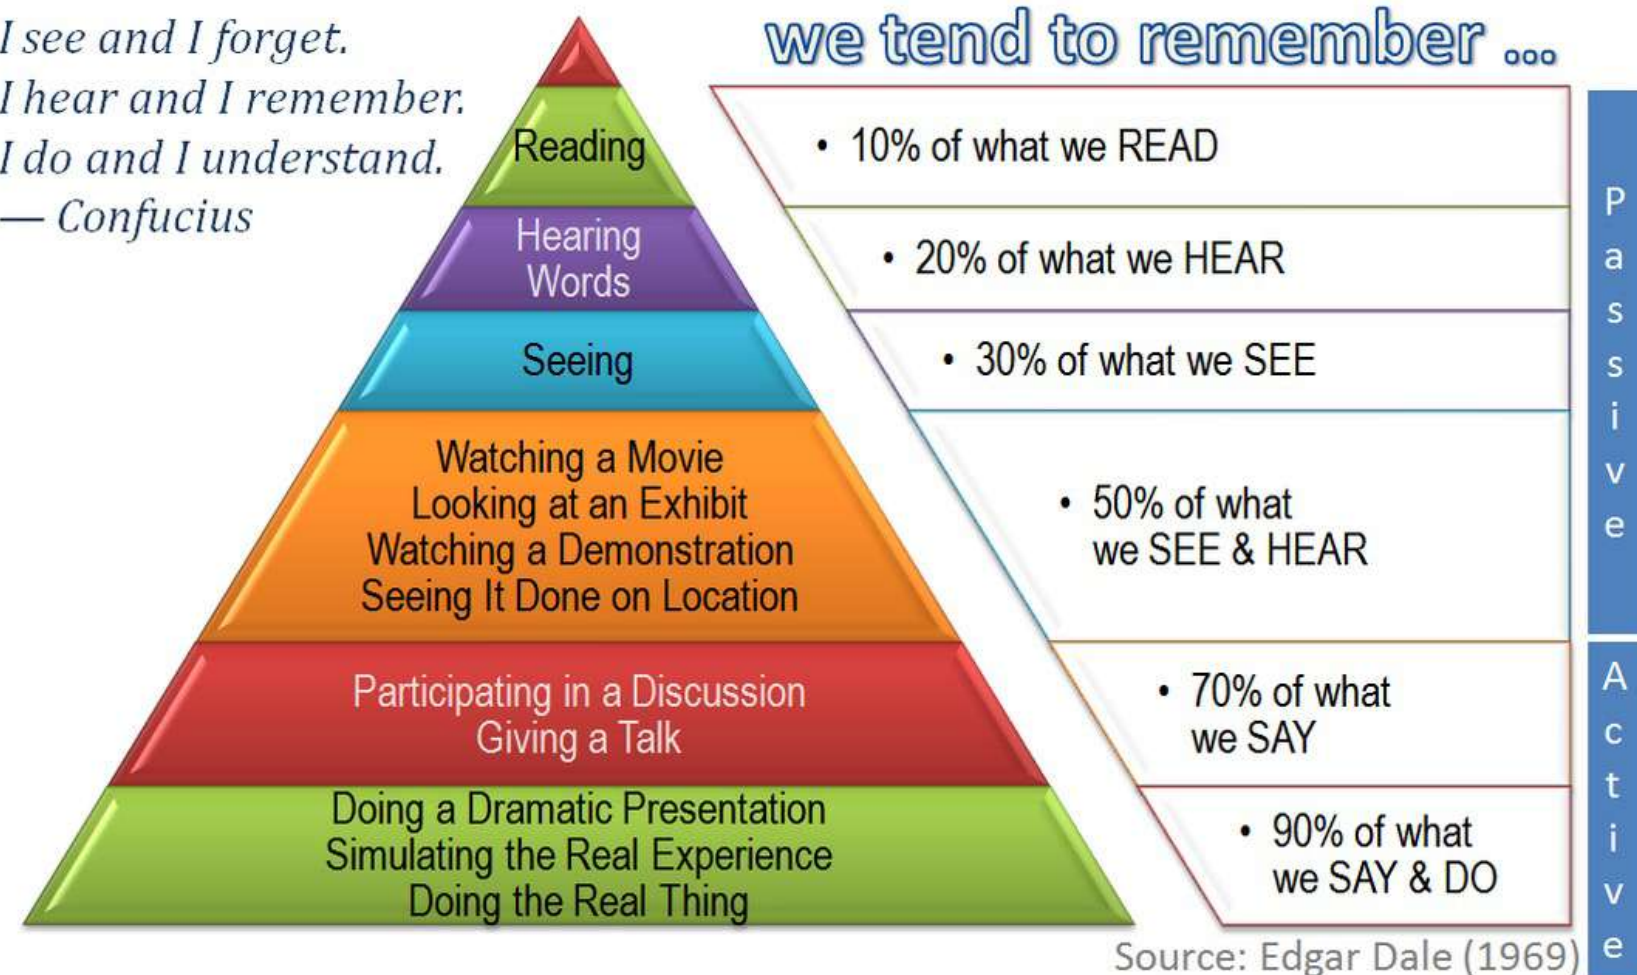 I see and I forget.
I hear and I remember.
I do and I understand.
— Confucius
we tend to remember ...
Reading
• 10% of what we READ
Hearing
Words
• 20% of what we HEAR
Seeing
• 30% of what we SEE
Watching a Movie
Looking at an Exhibit
Watching a Demonstration
Seeing It Done on Location
• 50% of what
we SEE & HEAR
Participating in a Discussion
Giving a Talk
• 70% of what
we SAY
Doing a Dramatic Presentation
Simulating the Real Experience
Doing the Real Thing
• 90% of what
we SAY & DO
Passive
Active
Source: Edgar Dale (1969)